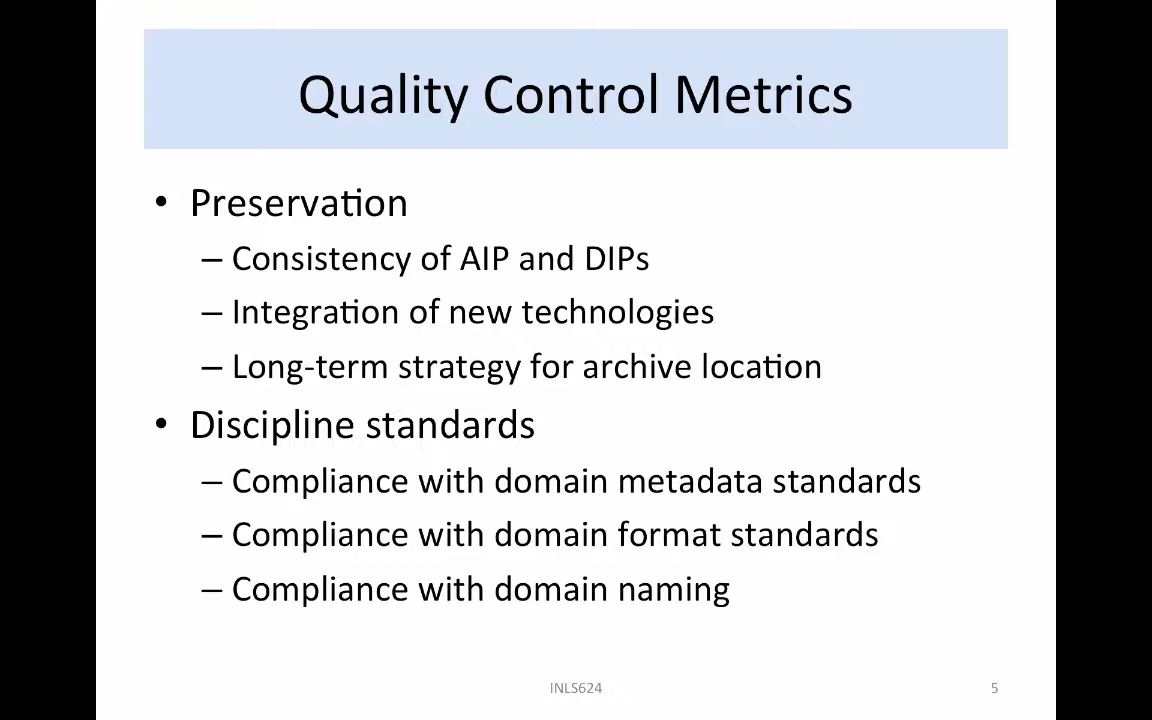 Quality Control Metrics
• Preservation
– Consistency of AIP and DIPs
– Integration of new technologies
– Long-term strategy for archive location
• Discipline standards
– Compliance with domain metadata standards
– Compliance with domain format standards
– Compliance with domain naming
INLS624
5